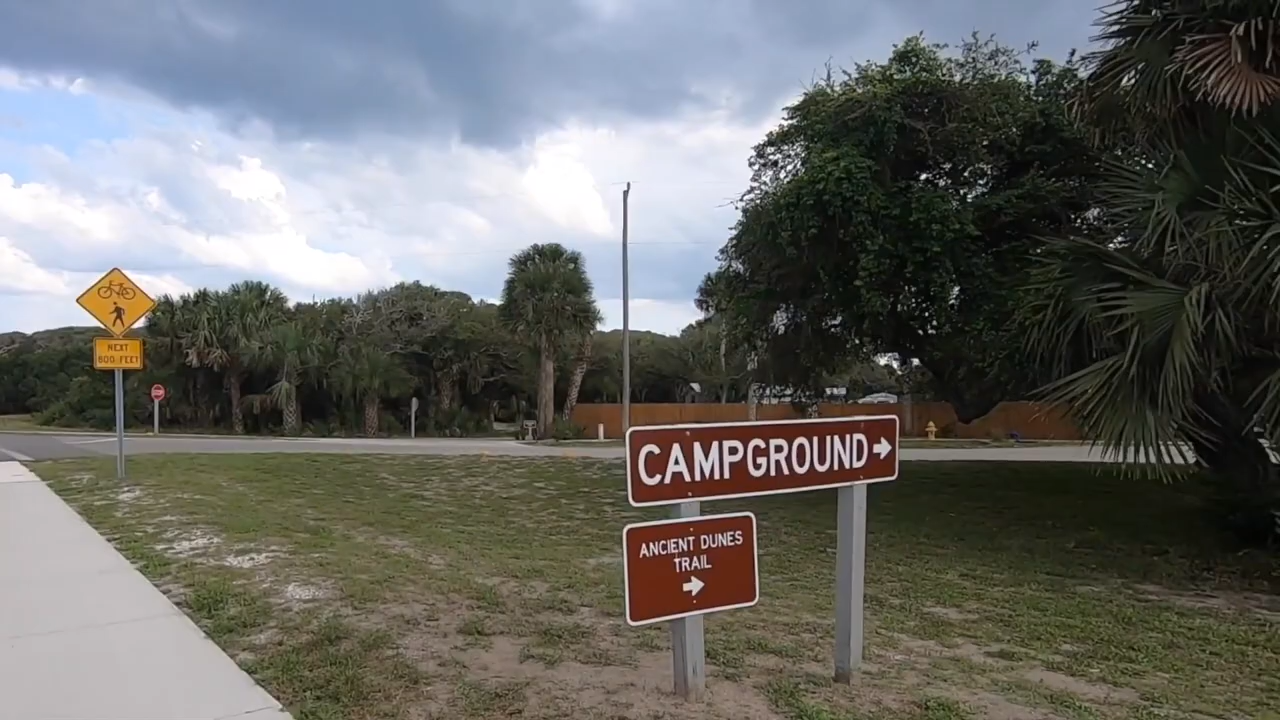 NEXT
800 FEET
CAMPGROUND
ANCIENT DUNES
TRAIL